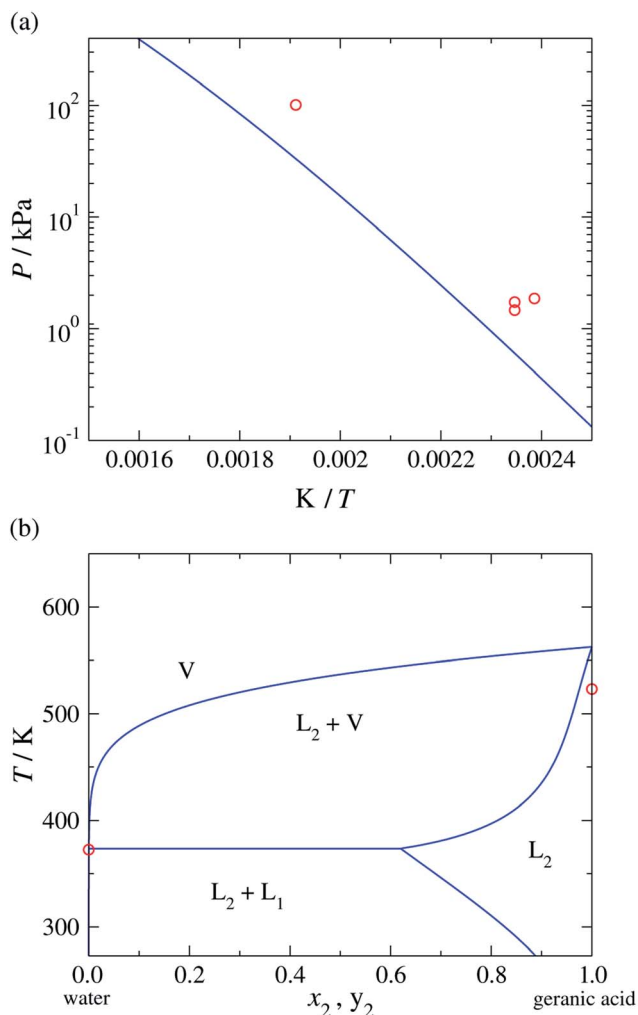 (a)
10²
10¹
10⁰
10⁻¹
P / kPa
0.0016 0.0018 0.002 0.0022 0.0024
K / T
(b)
600
500
400
300
T / K
V
L₂ + V
L₂
L₂ + L₁
0.0 0.2 0.4 0.6 0.8 1.0
water x₂ , y₂ geranic acid